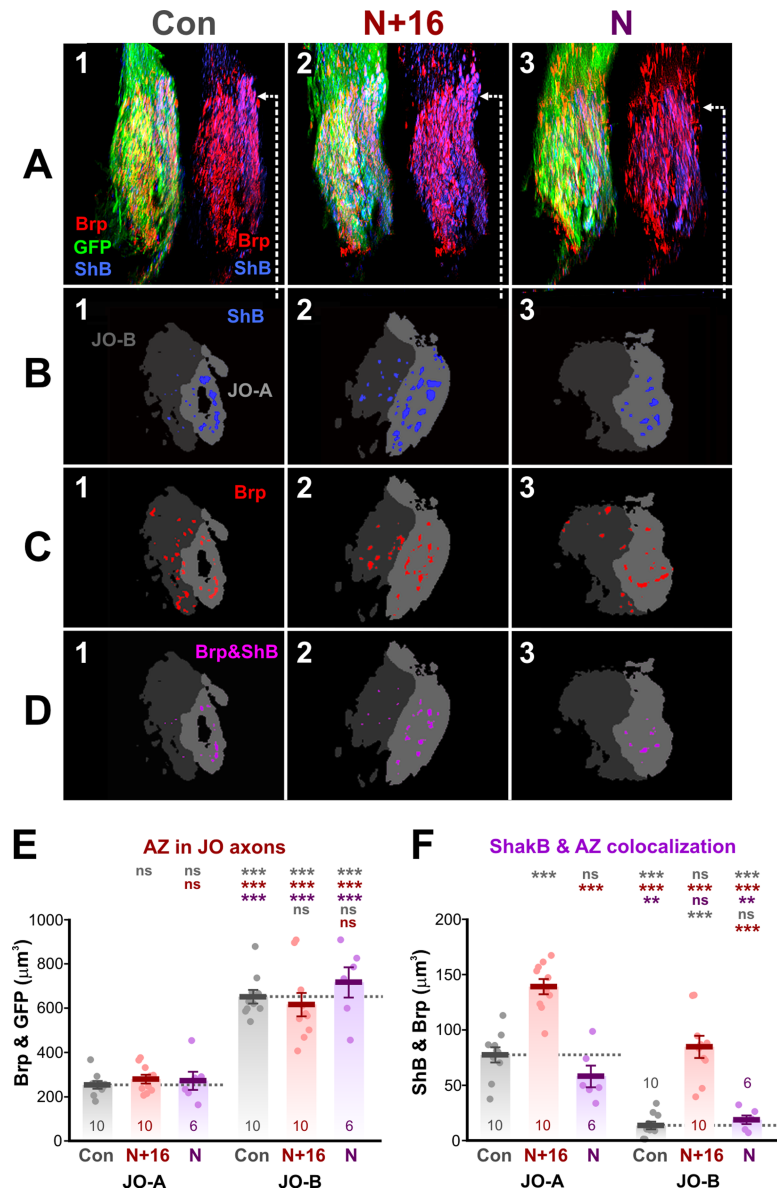 Con N+16 N
A
1 2 3
Brp Brp
GFP
ShB ShB
B
1 2 3
ShB
JO-B
JO-A
C
1 2 3
Brp
D
1 2 3
Brp&ShB
E
AZ in JO axons
ns ns *** *** ***
ns *** *** ***
*** *** ***
ns ns
ns
Brp & GFP (μm³)
1000
800
600
400
200
0
10 10 6 10 10 6
Con N+16 N Con N+16 N
JO-A JO-B
F
ShakB & AZ colocalization
*** ns *** ns ***
*** *** *** ***
** ns **
*** ns
***
ShB & Brp (μm³)
200
150
100
50
0
10 6
10 10 6 10
Con N+16 N Con N+16 N
JO-A JO-B